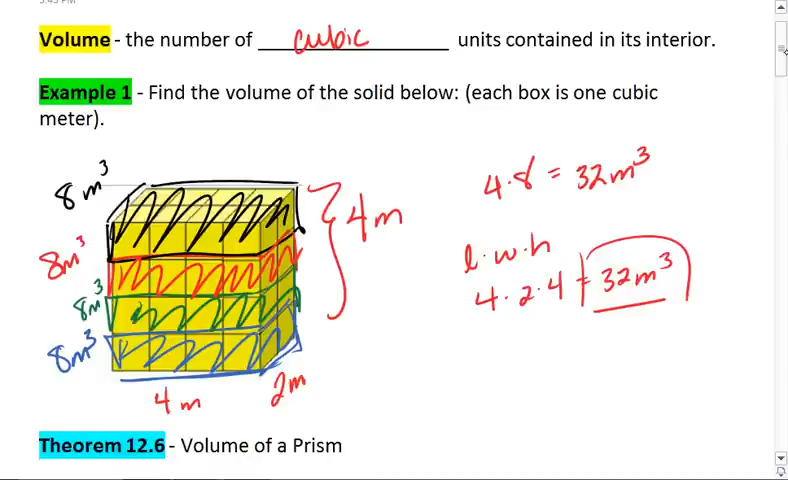 Volume - the number of cubic units contained in its interior.
Example 1 - Find the volume of the solid below: (each box is one cubic
meter).
8m³
8m³
8m³
8m³
4m
4 m
2m
4·8 = 32m³
l·w·h
4·2·4 = 32m³
Theorem 12.6 - Volume of a Prism